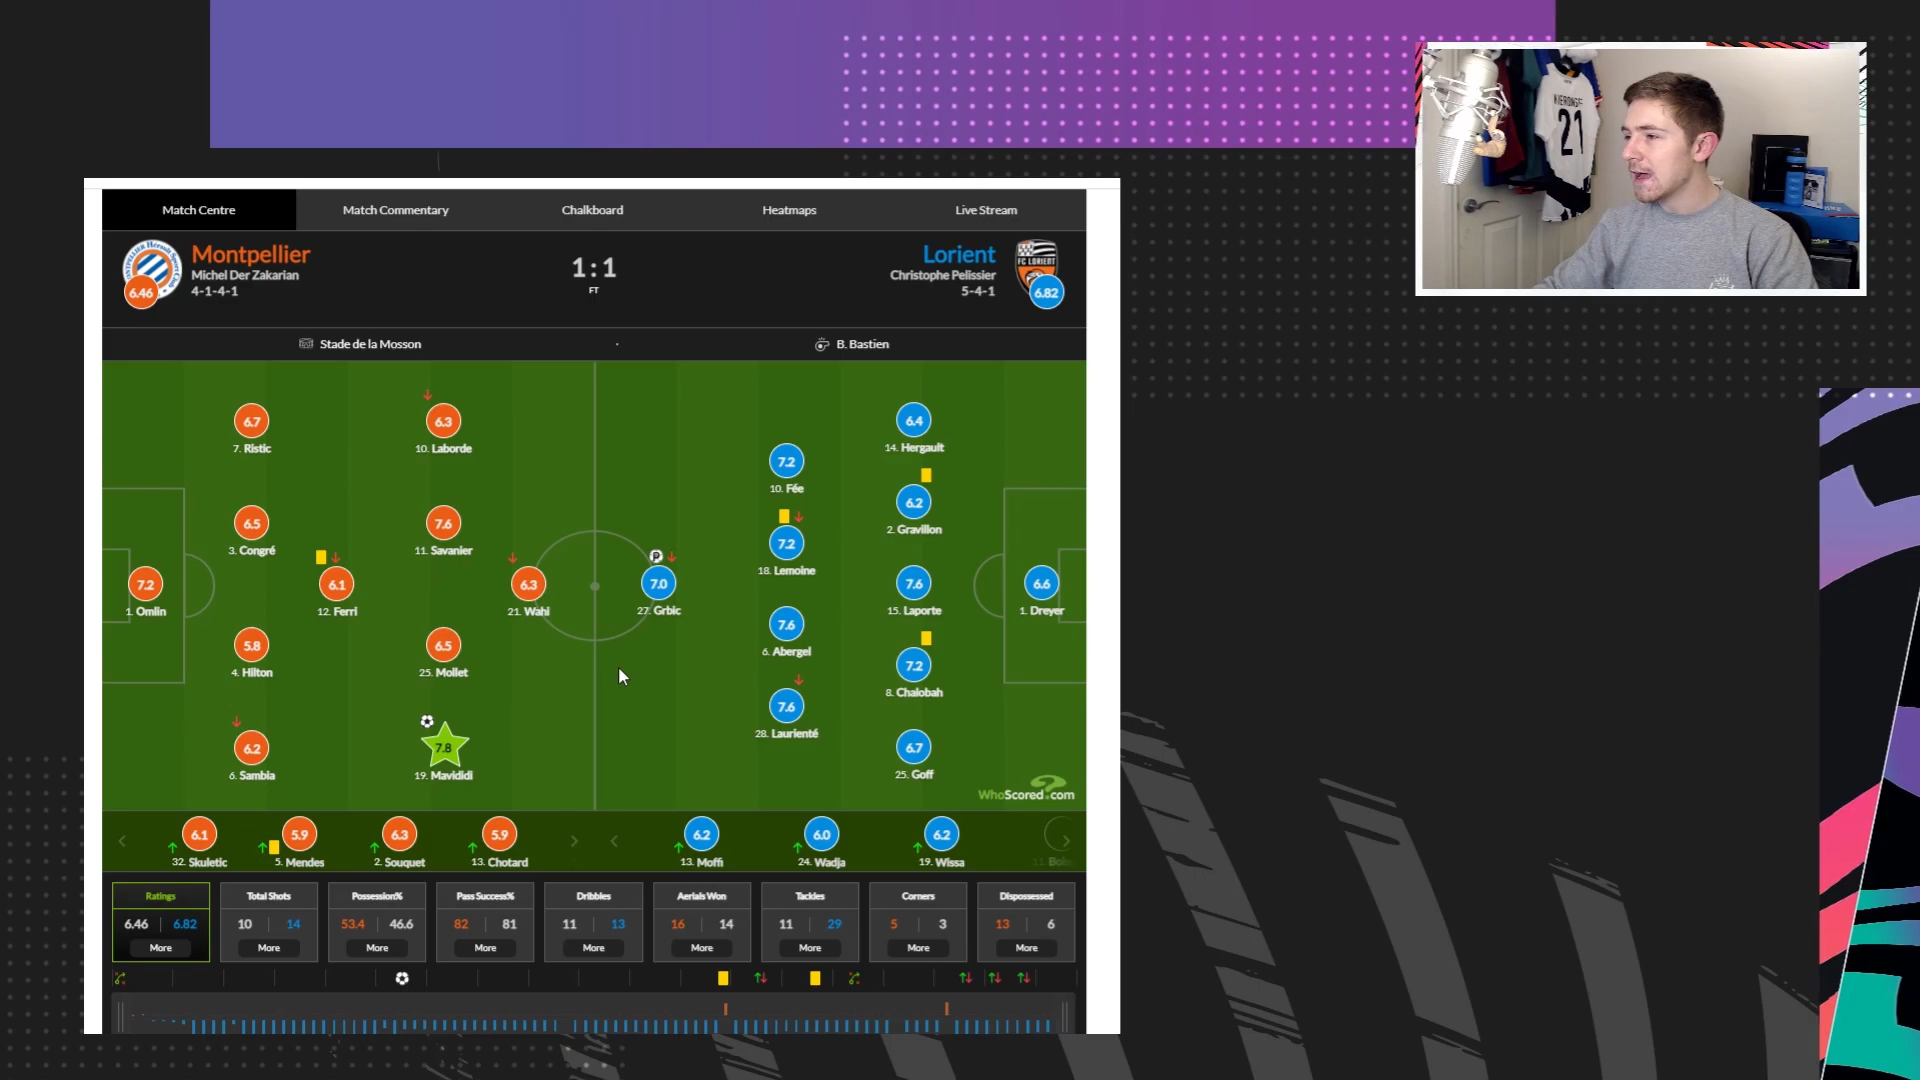 Match Centre
Match Commentary
Chalkboard
Heatmaps
Live Stream
Montpellier
Michel Der Zakarian
4-1-4-1
6.46
1 : 1
FT
Lorient
Christophe Pelissier
5-4-1
FC LORIENT
6.82
Stade de la Mosson
B. Bastien
21
6.7
7. Ristic
6.3
10. Laborde
6.5
3. Congré
7.6
11. Savanier
7.2
1. Omlin
6.1
12. Ferri
6.3
21. Wahi
5.8
4. Hilton
6.5
25. Mollet
6.2
6. Sambia
7.8
19. Mavididi
P
7.0
27. Grbic
7.2
10. Fée
7.2
18. Lemoine
7.6
6. Abergel
7.6
28. Laurienté
6.4
14. Hergault
6.2
2. Gravillon
7.6
15. Laporte
7.2
8. Chalobah
6.7
25. Goff
6.6
1. Dreyer
WhoScored.com
6.1
32. Skuletic
5.9
5. Mendes
6.3
2. Souquet
5.9
13. Chotard
6.2
13. Moffi
6.0
24. Wadja
6.2
19. Wissa
Ratings
6.46 6.82
More
Total Shots
10 14
More
Possession%
53.4 46.6
More
Pass Success%
82 81
More
Dribbles
11 13
More
Aerials Won
16 14
More
Tackles
11 29
More
Corners
5 3
More
Dispossessed
13 6
More